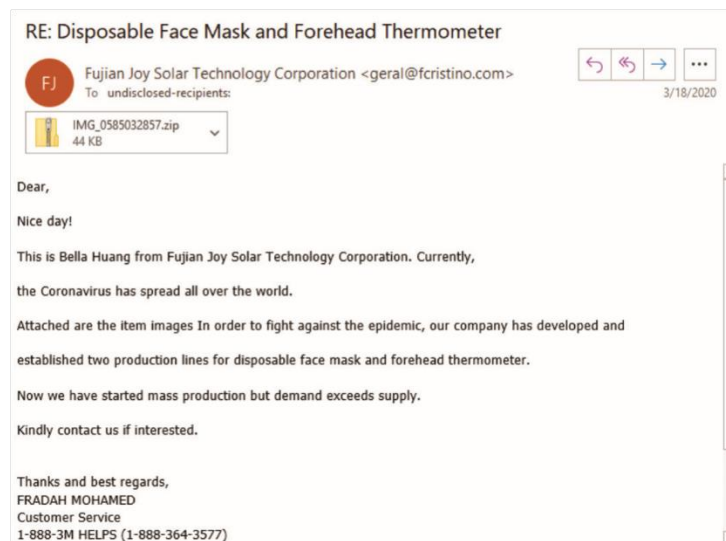 RE: Disposable Face Mask and Forehead Thermometer
FJ
Fujian Joy Solar Technology Corporation <geral@fcristino.com>
To undisclosed-recipients:
3/18/2020
IMG_0585032857.zip
44 KB
Dear,
Nice day!
This is Bella Huang from Fujian Joy Solar Technology Corporation. Currently,
the Coronavirus has spread all over the world.
Attached are the item images In order to fight against the epidemic, our company has developed and
established two production lines for disposable face mask and forehead thermometer.
Now we have started mass production but demand exceeds supply.
Kindly contact us if interested.
Thanks and best regards,
FRADAH MOHAMED
Customer Service
1-888-3M HELPS (1-888-364-3577)